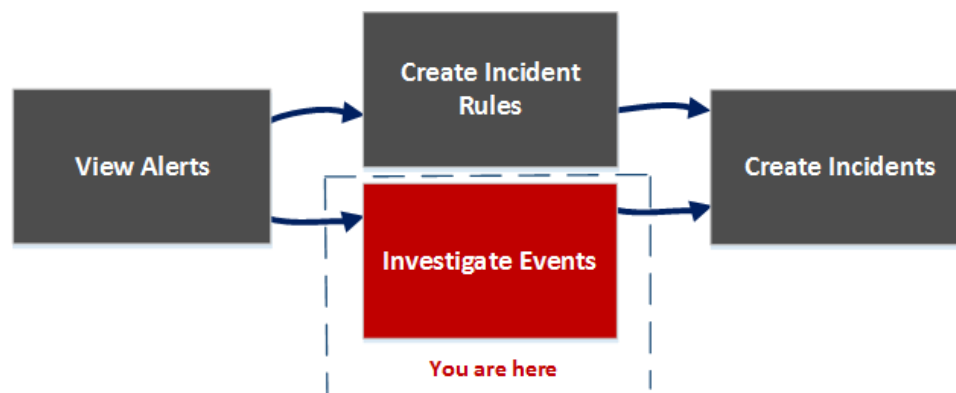 View Alerts
Create Incident
Rules
Investigate Events
You are here
Create Incidents